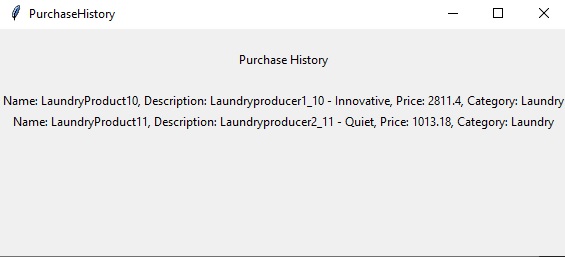 PurchaseHistory
Purchase History
Name: LaundryProduct10, Description: Laundryproducer1_10 - Innovative, Price: 2811.4, Category: Laundry
Name: LaundryProduct11, Description: Laundryproducer2_11 - Quiet, Price: 1013.18, Category: Laundry